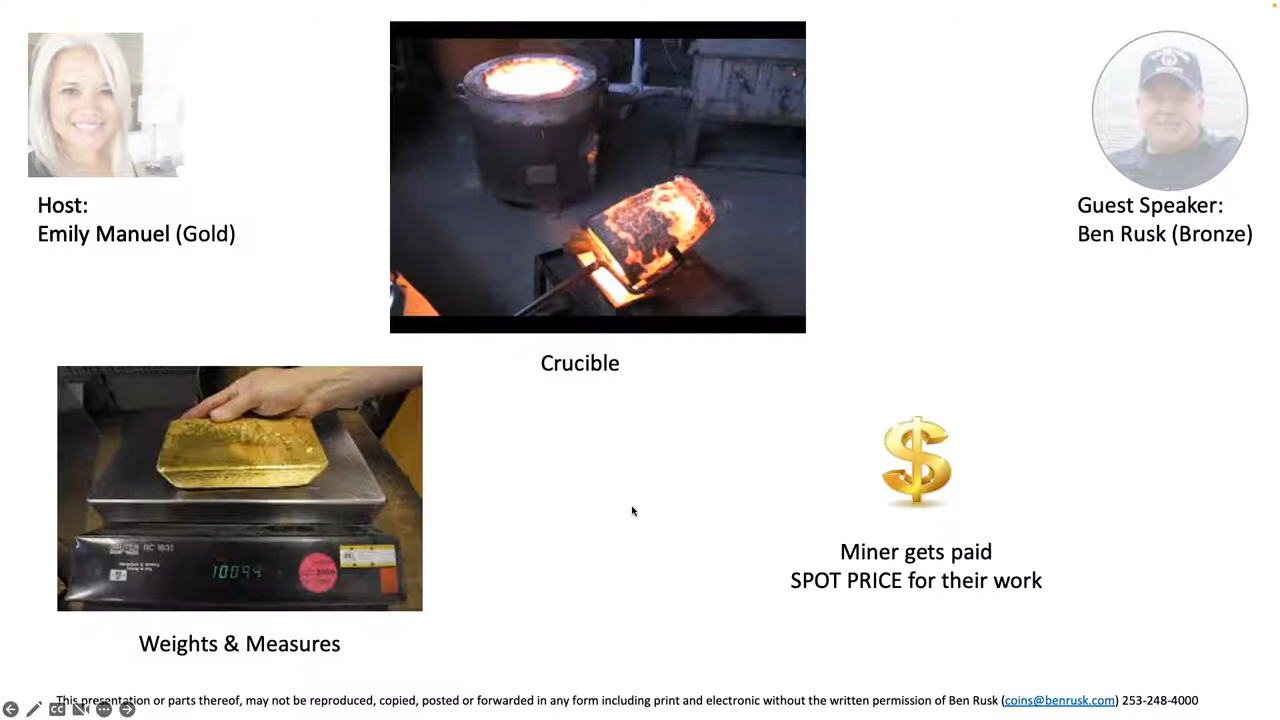 Host:
Emily Manuel (Gold)
Guest Speaker:
Ben Rusk (Bronze)
Crucible
10094
Miner gets paid
SPOT PRICE for their work
Weights & Measures
This presentation or parts thereof, may not be reproduced, copied, posted or forwarded in any form including print and electronic without the written permission of Ben Rusk (coins@benrusk.com) 253-248-4000